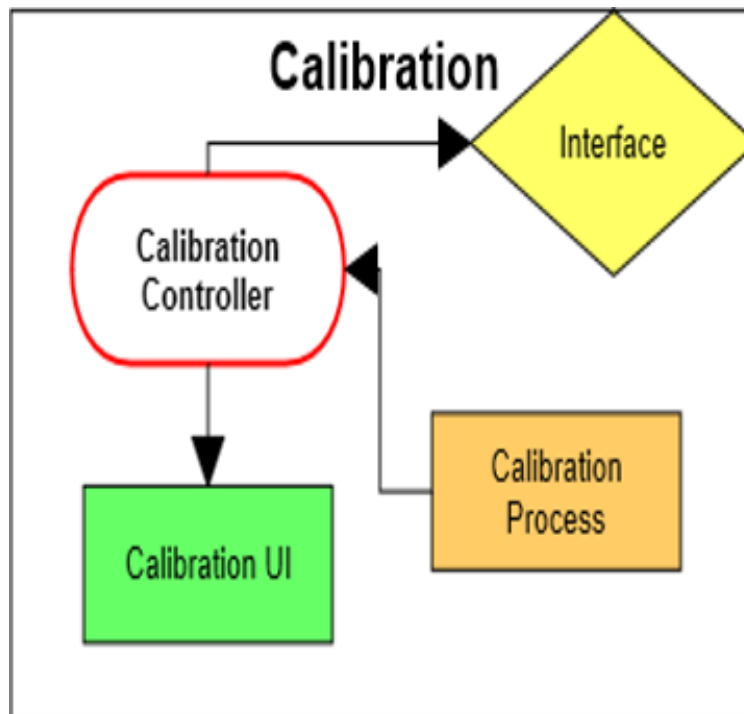 Calibration
Interface
Calibration
Controller
Calibration
Process
Calibration UI